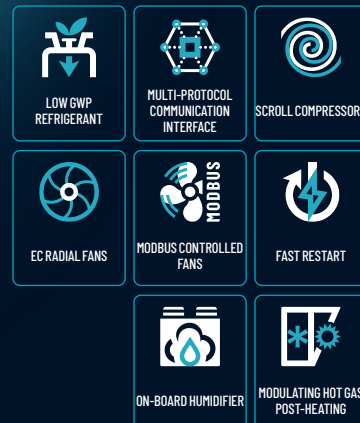 LOW GWP
REFRIGERANT
MULTI-PROTOCOL
COMMUNICATION
INTERFACE
SCROLL COMPRESSOR
EC RADIAL FANS
MODBUS
MODBUS CONTROLLED
FANS
FAST RESTART
ON-BOARD HUMIDIFIER
MODULATING HOT GAS
POST-HEATING